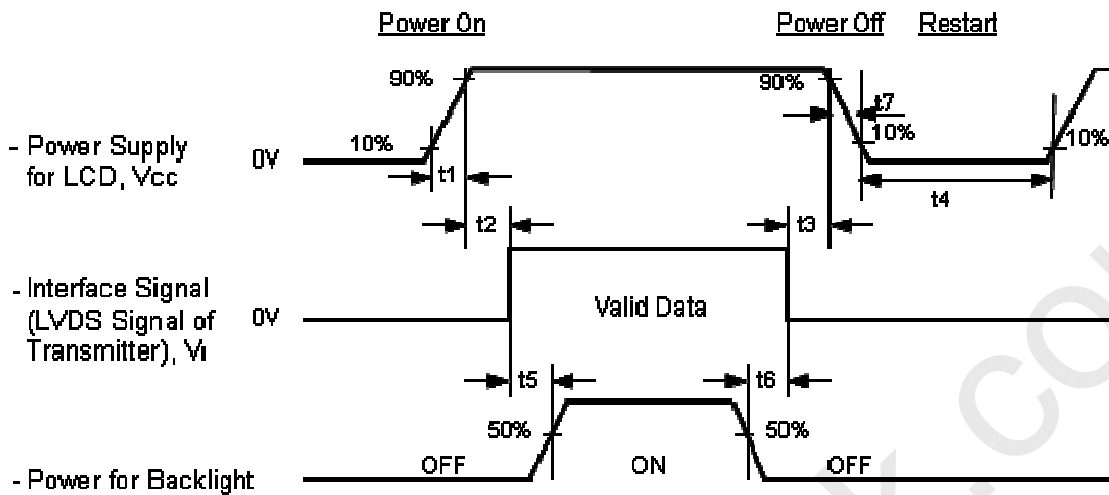 Power On
Power Off Restart
90%
90%
t7
10%
10%
10%
- Power Supply
for LCD, Vcc
0V
t1
t4
t2
t3
- Interface Signal
(LVDS Signal of
Transmitter), VI
0V
Valid Data
t5
t6
50%
50%
- Power for Backlight
OFF
ON
OFF